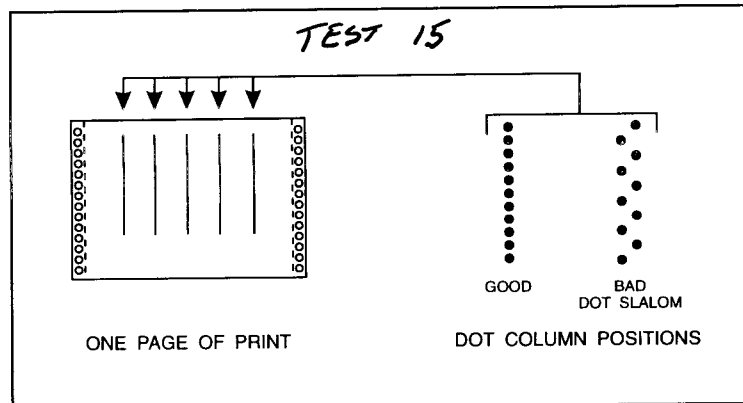 TEST 15
GOOD
BAD
DOT SLALOM
ONE PAGE OF PRINT
DOT COLUMN POSITIONS